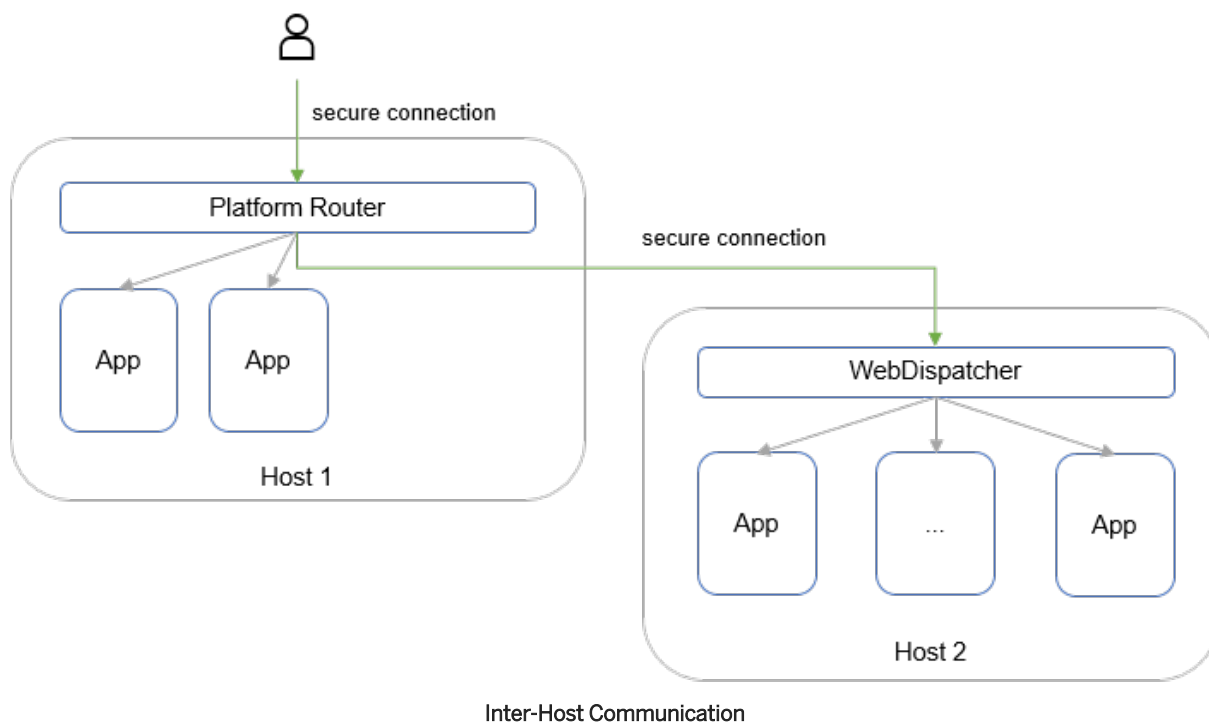 secure connection
Platform Router
secure connection
App
App
Host 1
WebDispatcher
App
...
App
Host 2
Inter-Host Communication